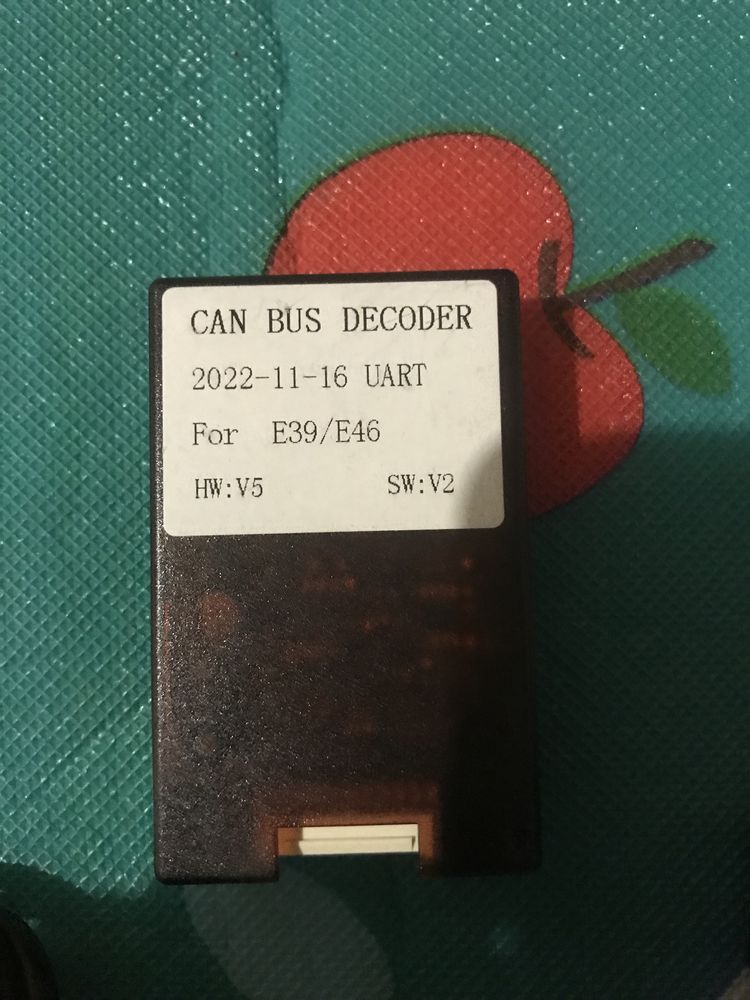 CAN BUS DECODER
2022-11-16 UART
For E39/E46
HW:V5 SW:V2